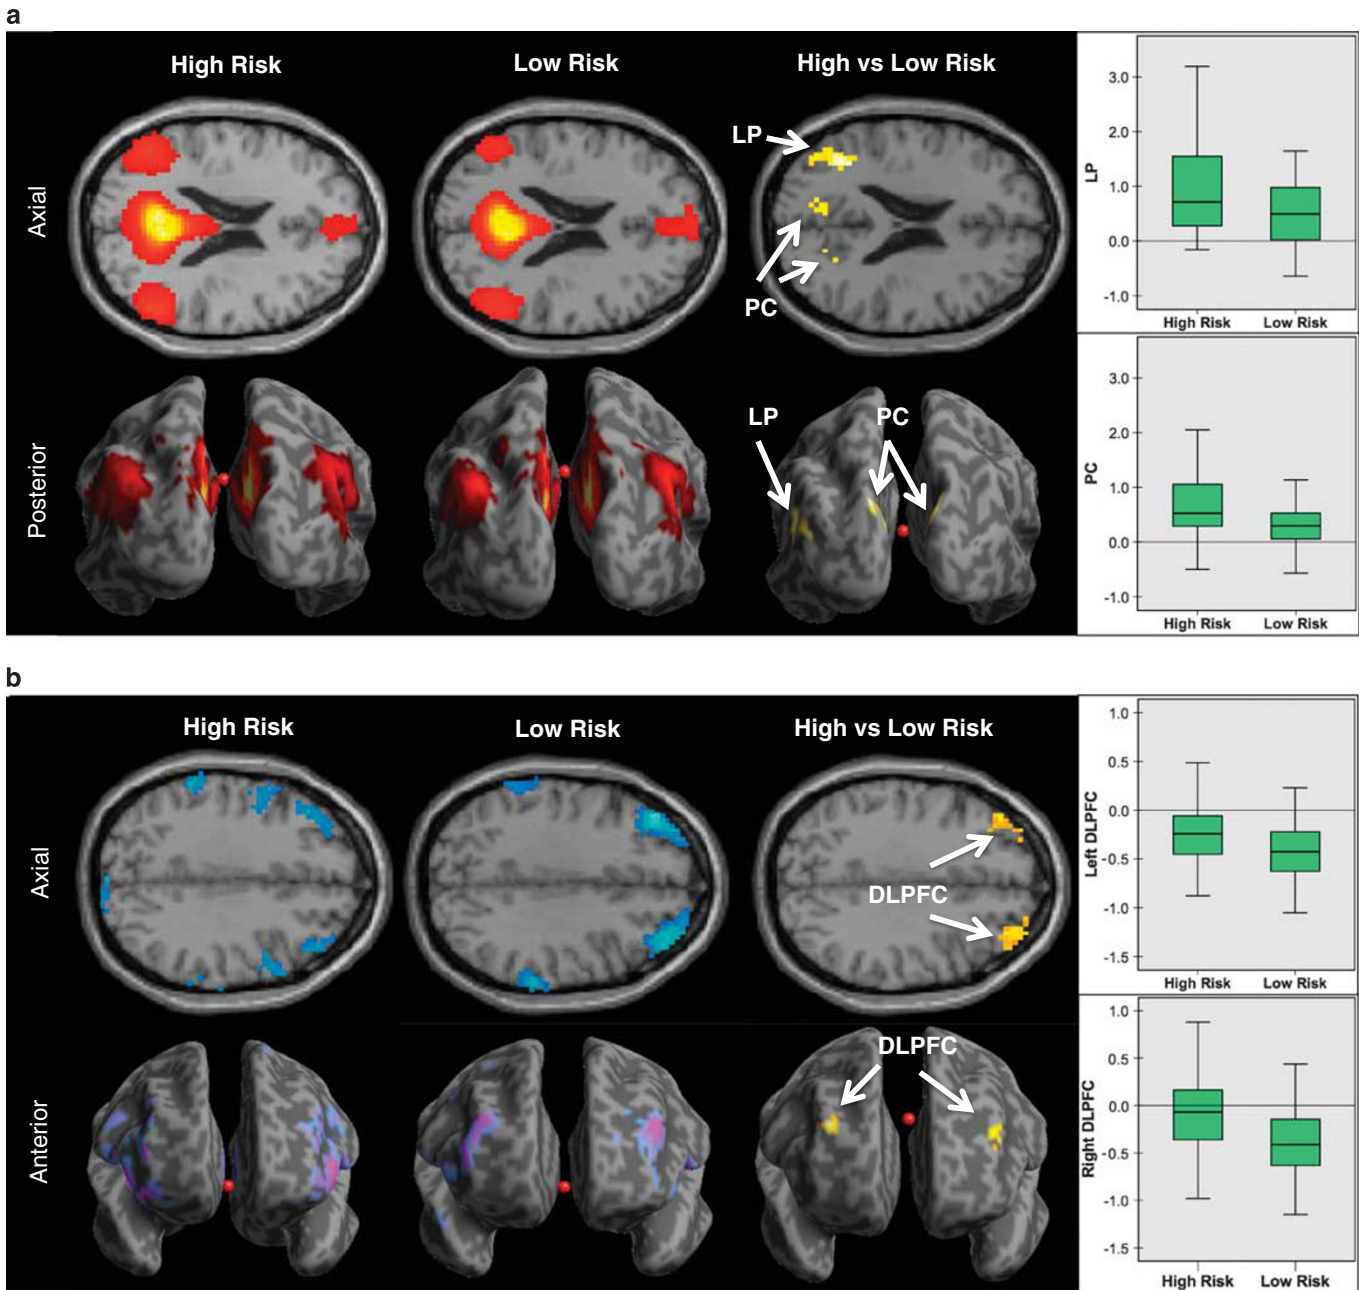 a
High Risk
Low Risk
High vs Low Risk
Axial
LP
PC
Posterior
LP
PC
LP
3.0
2.0
1.0
0.0
-1.0
High Risk
Low Risk
PC
3.0
2.0
1.0
0.0
-1.0
High Risk
Low Risk
b
High Risk
Low Risk
High vs Low Risk
Axial
DLPFC
Anterior
DLPFC
Left DLPFC
1.0
0.5
0.0
-0.5
-1.0
-1.5
High Risk
Low Risk
Right DLPFC
1.0
0.5
0.0
-0.5
-1.0
-1.5
High Risk
Low Risk